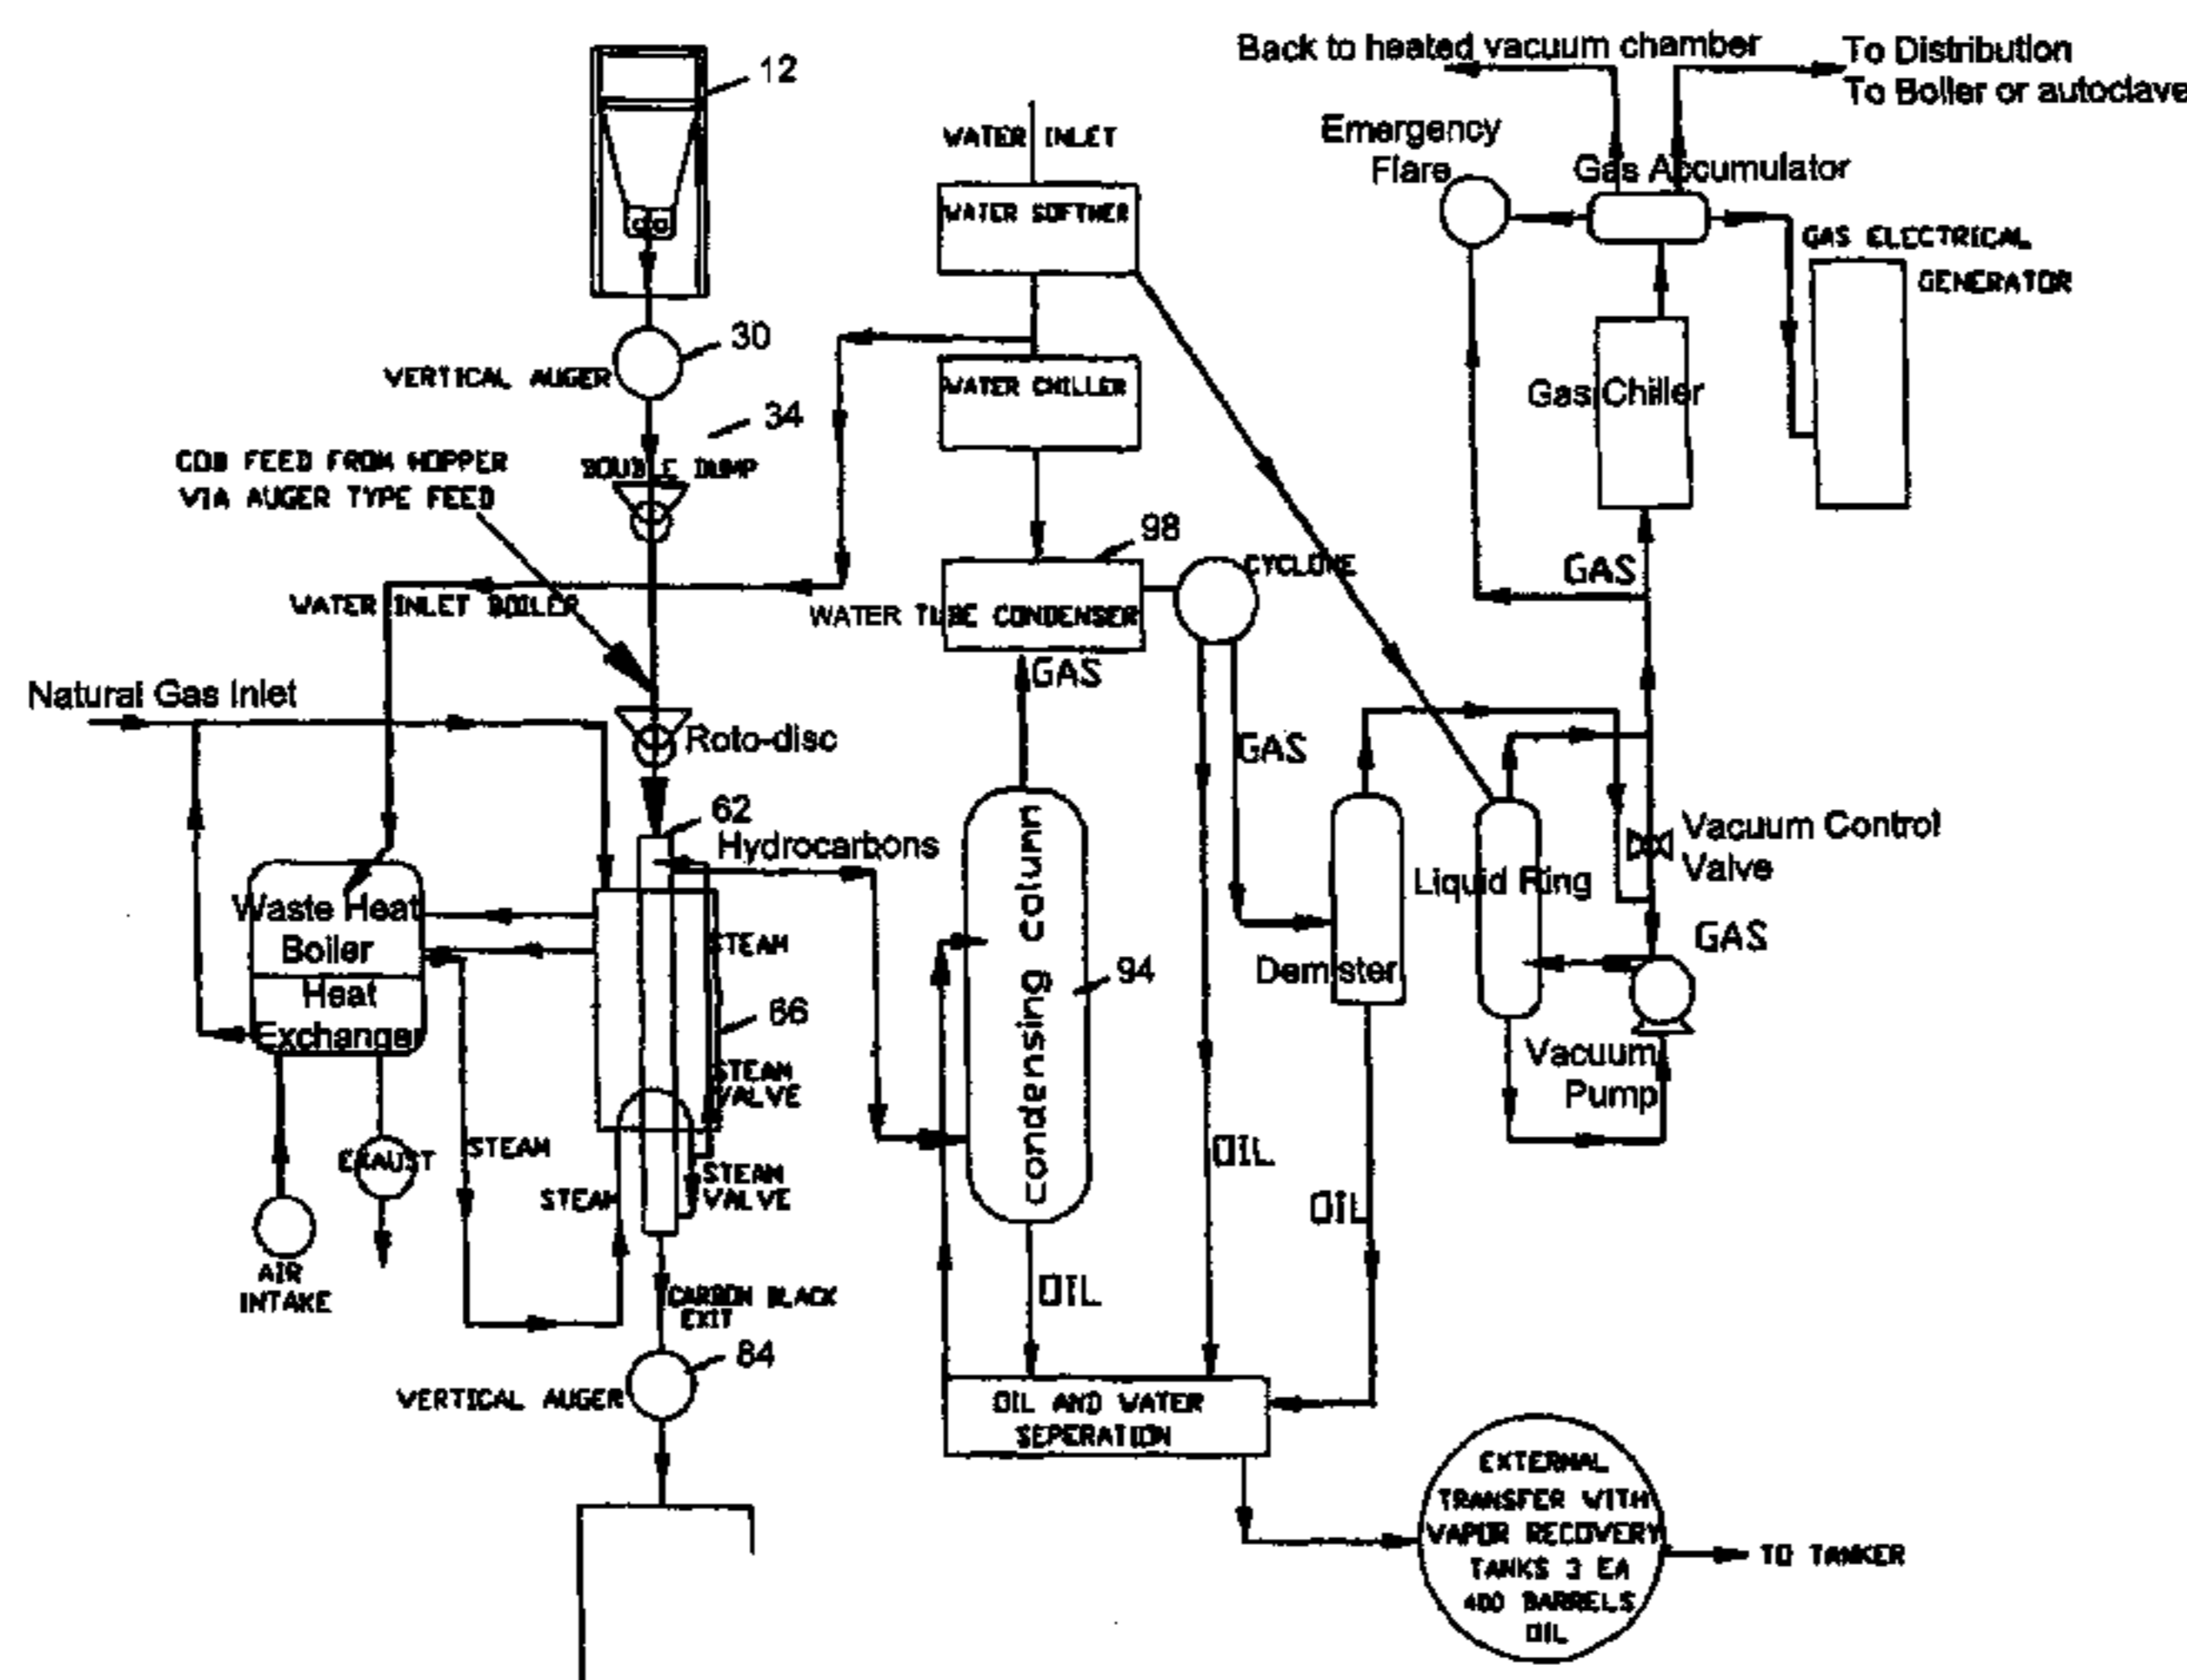 12
Back to heated vacuum chamber
To Distribution
To Boiler or autoclave
Emergency
Flare
Gas Accumulator
WATER INLET
WATER SOFTNER
GAS ELECTRICAL
GENERATOR
30
VERTICAL AUGER
WATER CHILLER
Gas Chiller
34
DOUBLE DUMP
COB FEED FROM HOPPER
VIA AUGER TYPE FEED
98
CYCLONE
GAS
WATER INLET BOILER
WATER TUBE CONDENSER
GAS
Natural Gas Inlet
Roto-disc
GAS
62
Hydrocarbons
Vacuum Control
Valve
Waste Heat
Boiler
Heat
Exchanger
STEAM
condensing column
94
Liquid Ring
GAS
Demister
66
STEAM
VALVE
Vacuum
Pump
EXAUST
STEAM
STEAM
STEAM
VALVE
OIL
OIL
AIR
INTAKE
CARBON BLACK
EXIT
OIL
84
VERTICAL AUGER
OIL AND WATER
SEPERATION
EXTERNAL
TRANSFER WITH
VAPOR RECOVERY
TANKS 3 EA
400 BARRELS
OIL
TO TANKER